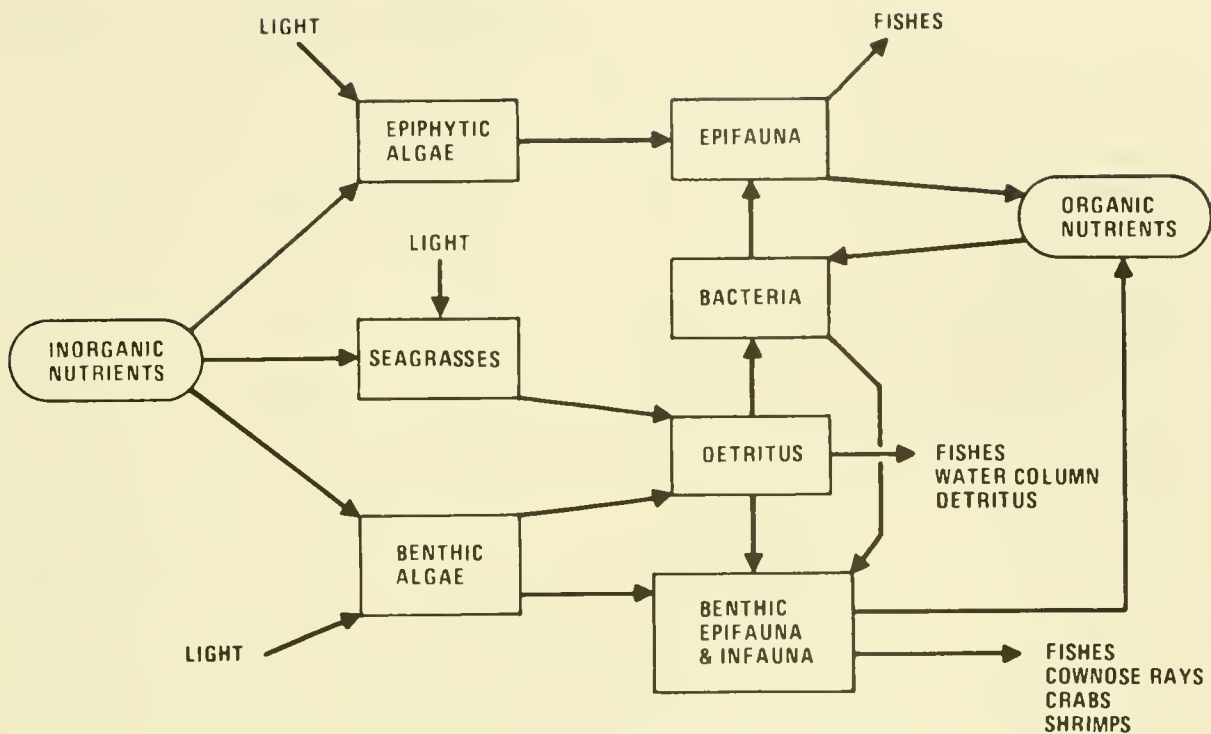 LIGHT
FISHES
EPIPHYTIC
ALGAE
EPIFAUNA
ORGANIC
NUTRIENTS
LIGHT
BACTERIA
INORGANIC
NUTRIENTS
SEAGRASSES
DETRITUS
FISHES
WATER COLUMN
DETRITUS
BENTHIC
ALGAE
BENTHIC
EPIFAUNA
& INFAUNA
LIGHT
FISHES
COWNOSE RAYS
CRABS
SHRIMPS